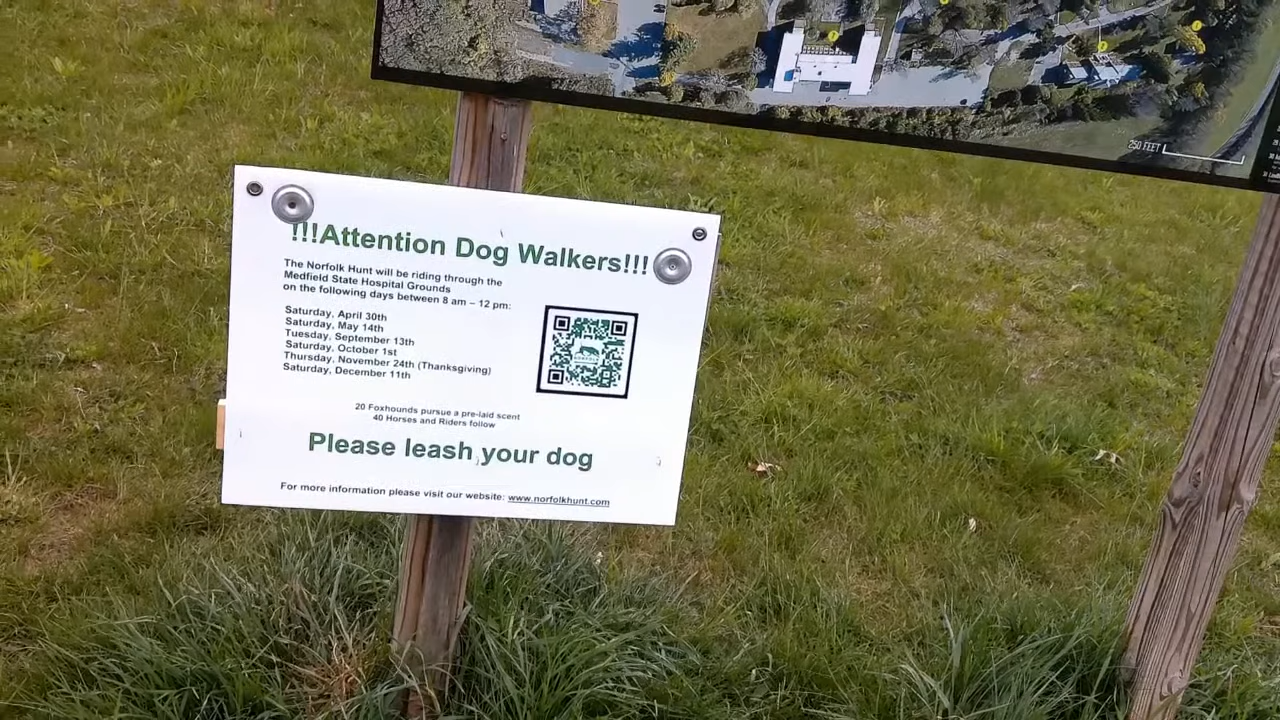 250 FEET
!!!Attention Dog Walkers!!!
The Norfolk Hunt will be riding through the
Medfield State Hospital Grounds
on the following days between 8 am – 12 pm:
Saturday, April 30th
Saturday, May 14th
Tuesday, September 13th
Saturday, October 1st
Thursday, November 24th (Thanksgiving)
Saturday, December 11th
20 Foxhounds pursue a pre-laid scent
40 Horses and Riders follow
Please leash your dog
For more information please visit our website: www.norfolkhunt.com